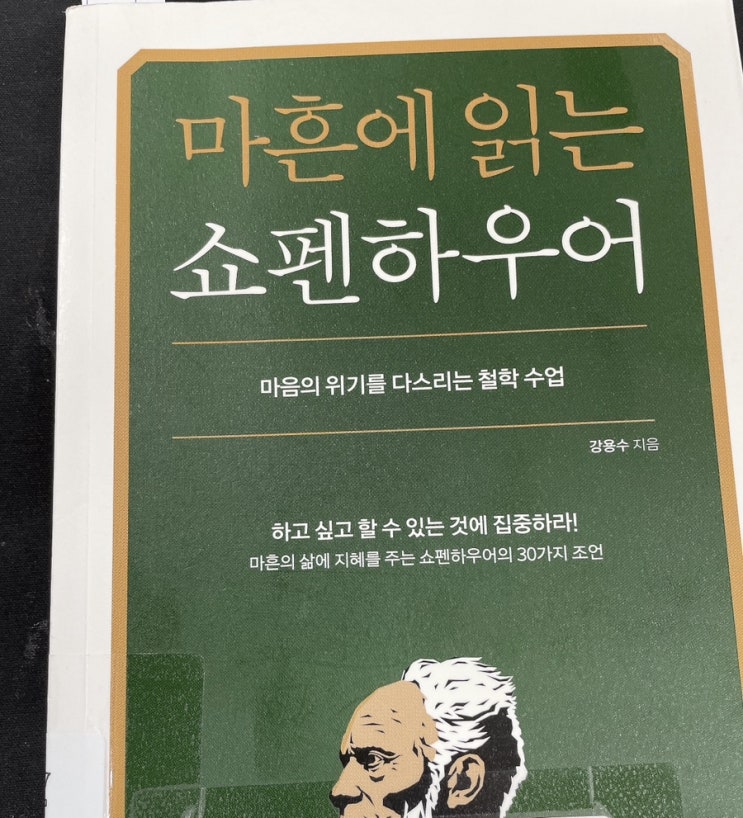 마흔에 읽는
쇼펜하우어
마음의 위기를 다스리는 철학 수업
강용수 지음
하고 싶고 할 수 있는 것에 집중하라!
마흔의 삶에 지혜를 주는 쇼펜하우어의 30가지 조언